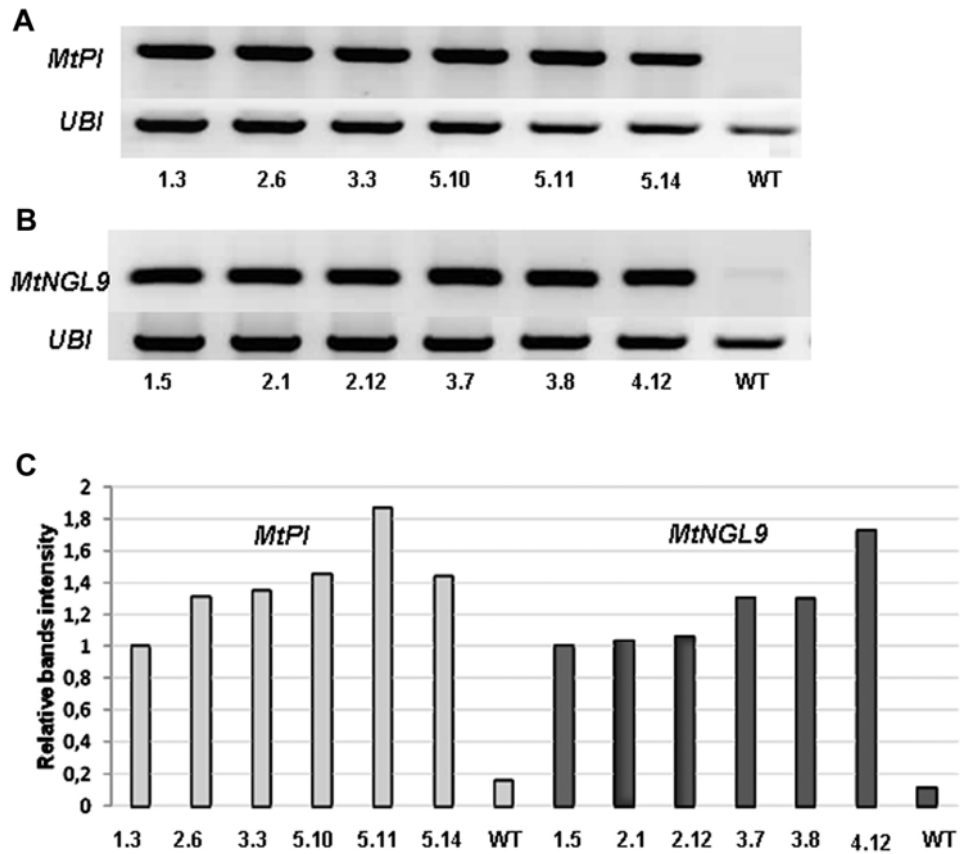 A
MtPI
UBI
1.3 2.6 3.3 5.10 5.11 5.14 WT
B
MtNGL9
UBI
1.5 2.1 2.12 3.7 3.8 4.12 WT
C
Relative bands intensity
2
1,8
1,6
1,4
1,2
1
0,8
0,6
0,4
0,2
0
MtPI MtNGL9
1.3 2.6 3.3 5.10 5.11 5.14 WT 1.5 2.1 2.12 3.7 3.8 4.12 WT